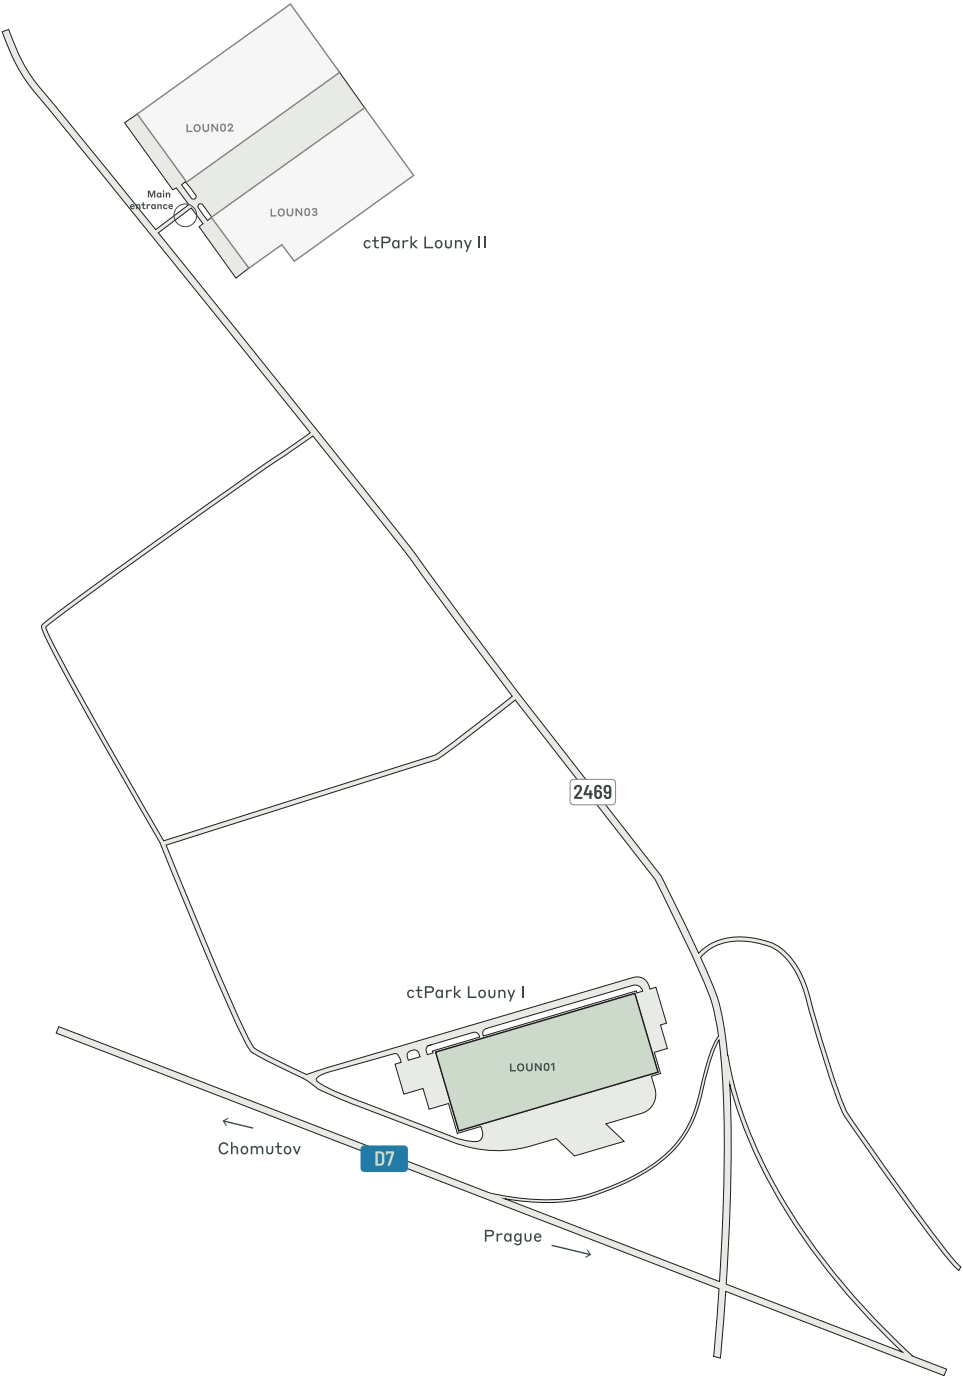 LOUN02
Main
entrance
LOUN03
ctPark Louny II
2469
ctPark Louny I
LOUN01
Chomutov
D7
Prague